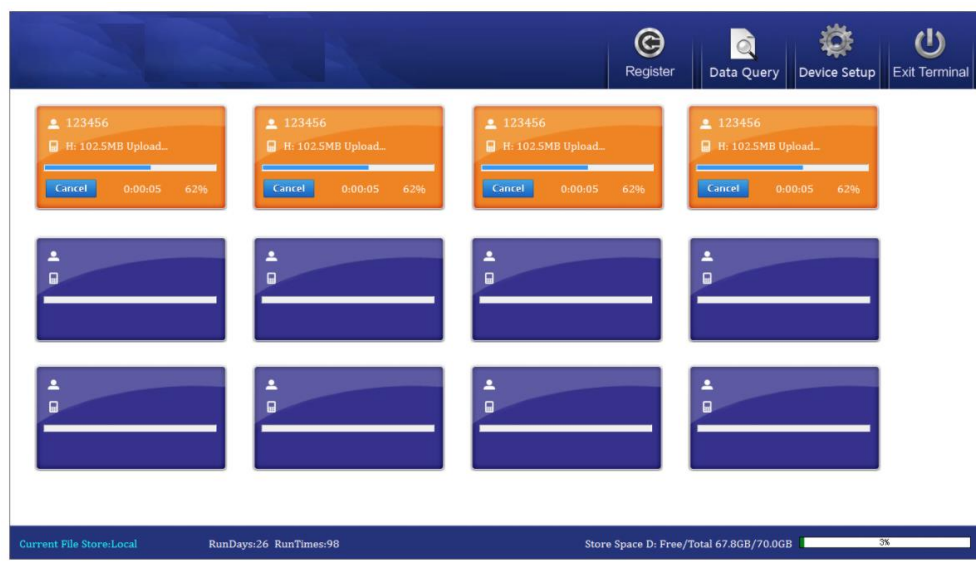 Register Data Query Device Setup Exit Terminal
123456 123456 123456 123456
H: 102.5MB Upload... H: 102.5MB Upload... H: 102.5MB Upload... H: 102.5MB Upload...
Cancel 0:00:05 62% Cancel 0:00:05 62% Cancel 0:00:05 62% Cancel 0:00:05 62%
Current File Store:Local RunDays:26 RunTimes:98 Store Space D: Free/Total 67.8GB/70.0GB 3%